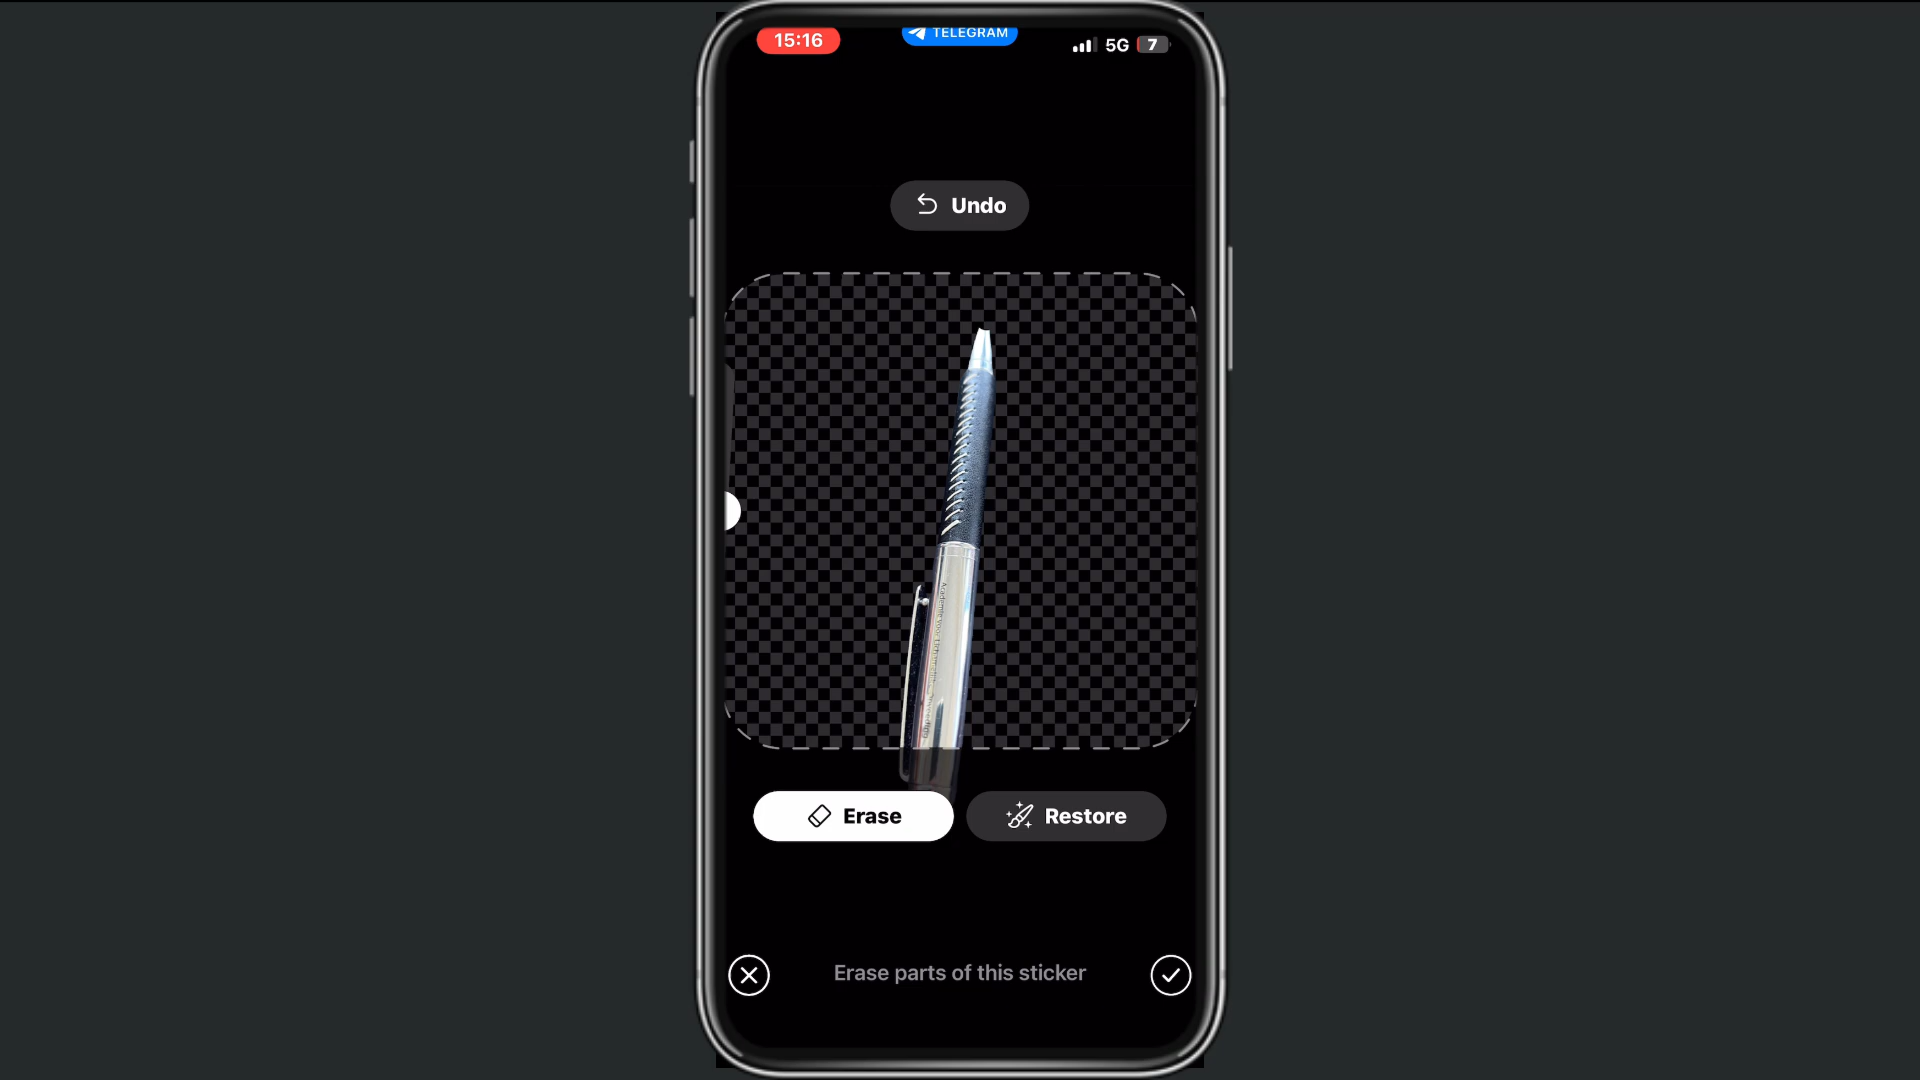 15:16
TELEGRAM
5G
7
Undo
Erase
Restore
Erase parts of this sticker